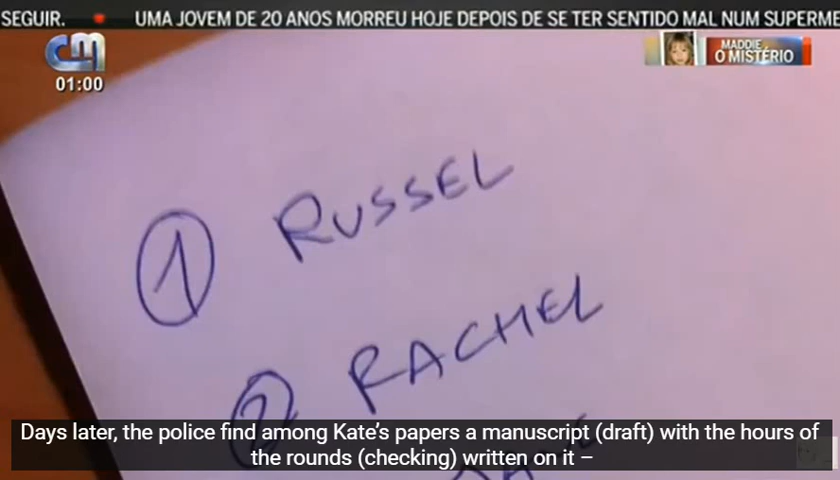 SEGUIR. UMA JOVEM DE 20 ANOS MORREU HOJE DEPOIS DE SE TER SENTIDO MAL NUM SUPERME
CM
01:00
MADDIE,
O MISTÉRIO
1 RUSSEL
2 RACHEL
Days later, the police find among Kate's papers a manuscript (draft) with the hours of
the rounds (checking) written on it –